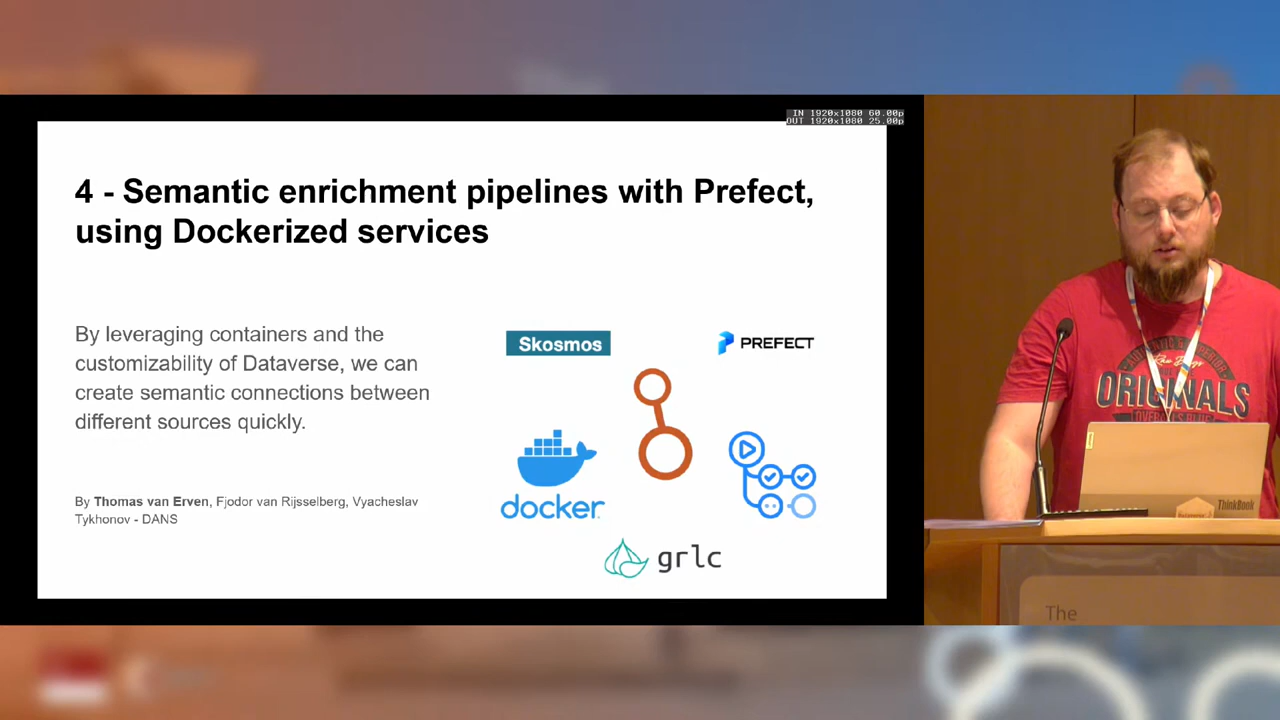 IN 1920x1080 60.00p
OUT 1920x1080 25.00p
4 - Semantic enrichment pipelines with Prefect,
using Dockerized services
By leveraging containers and the
customizability of Dataverse, we can
create semantic connections between
different sources quickly.
By Thomas van Erven, Fjodor van Rijsselberg, Vyacheslav
Tykhonov - DANS
Skosmos
PREFECT
docker
grlc
ORIGINALS
ThinkBook
The